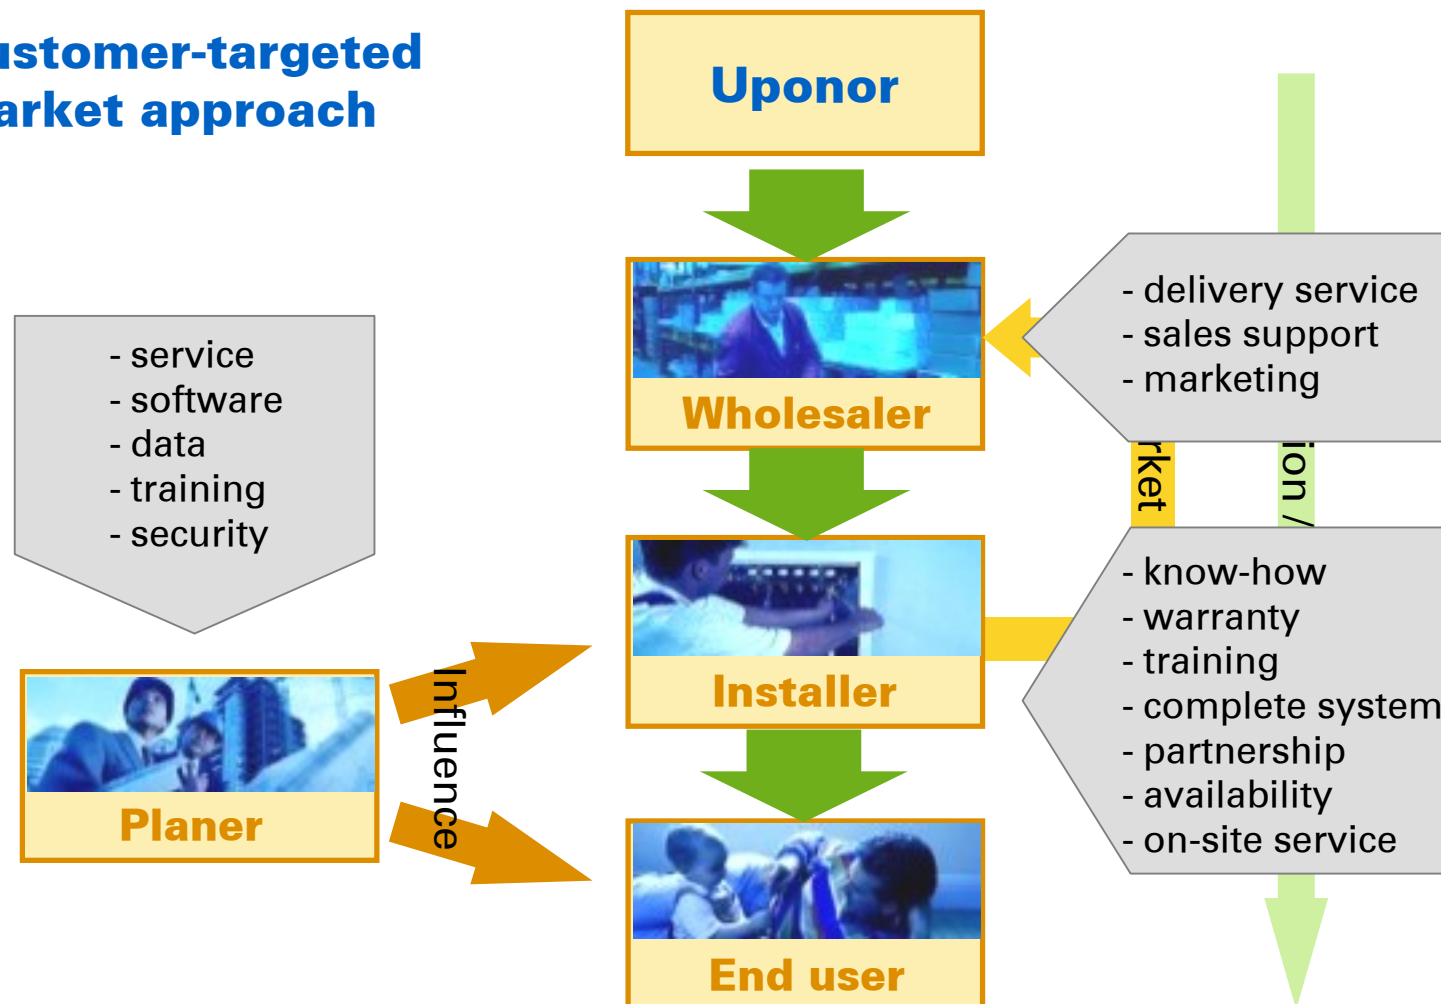 ustomer-targeted
arket approach
Uponor
- delivery service
- sales support
- marketing
- service
- software
- data
- training
- security
Wholesaler
rket
ion /
- know-how
- warranty
- training
- complete system
- partnership
- availability
- on-site service
Installer
Influence
Planer
End user